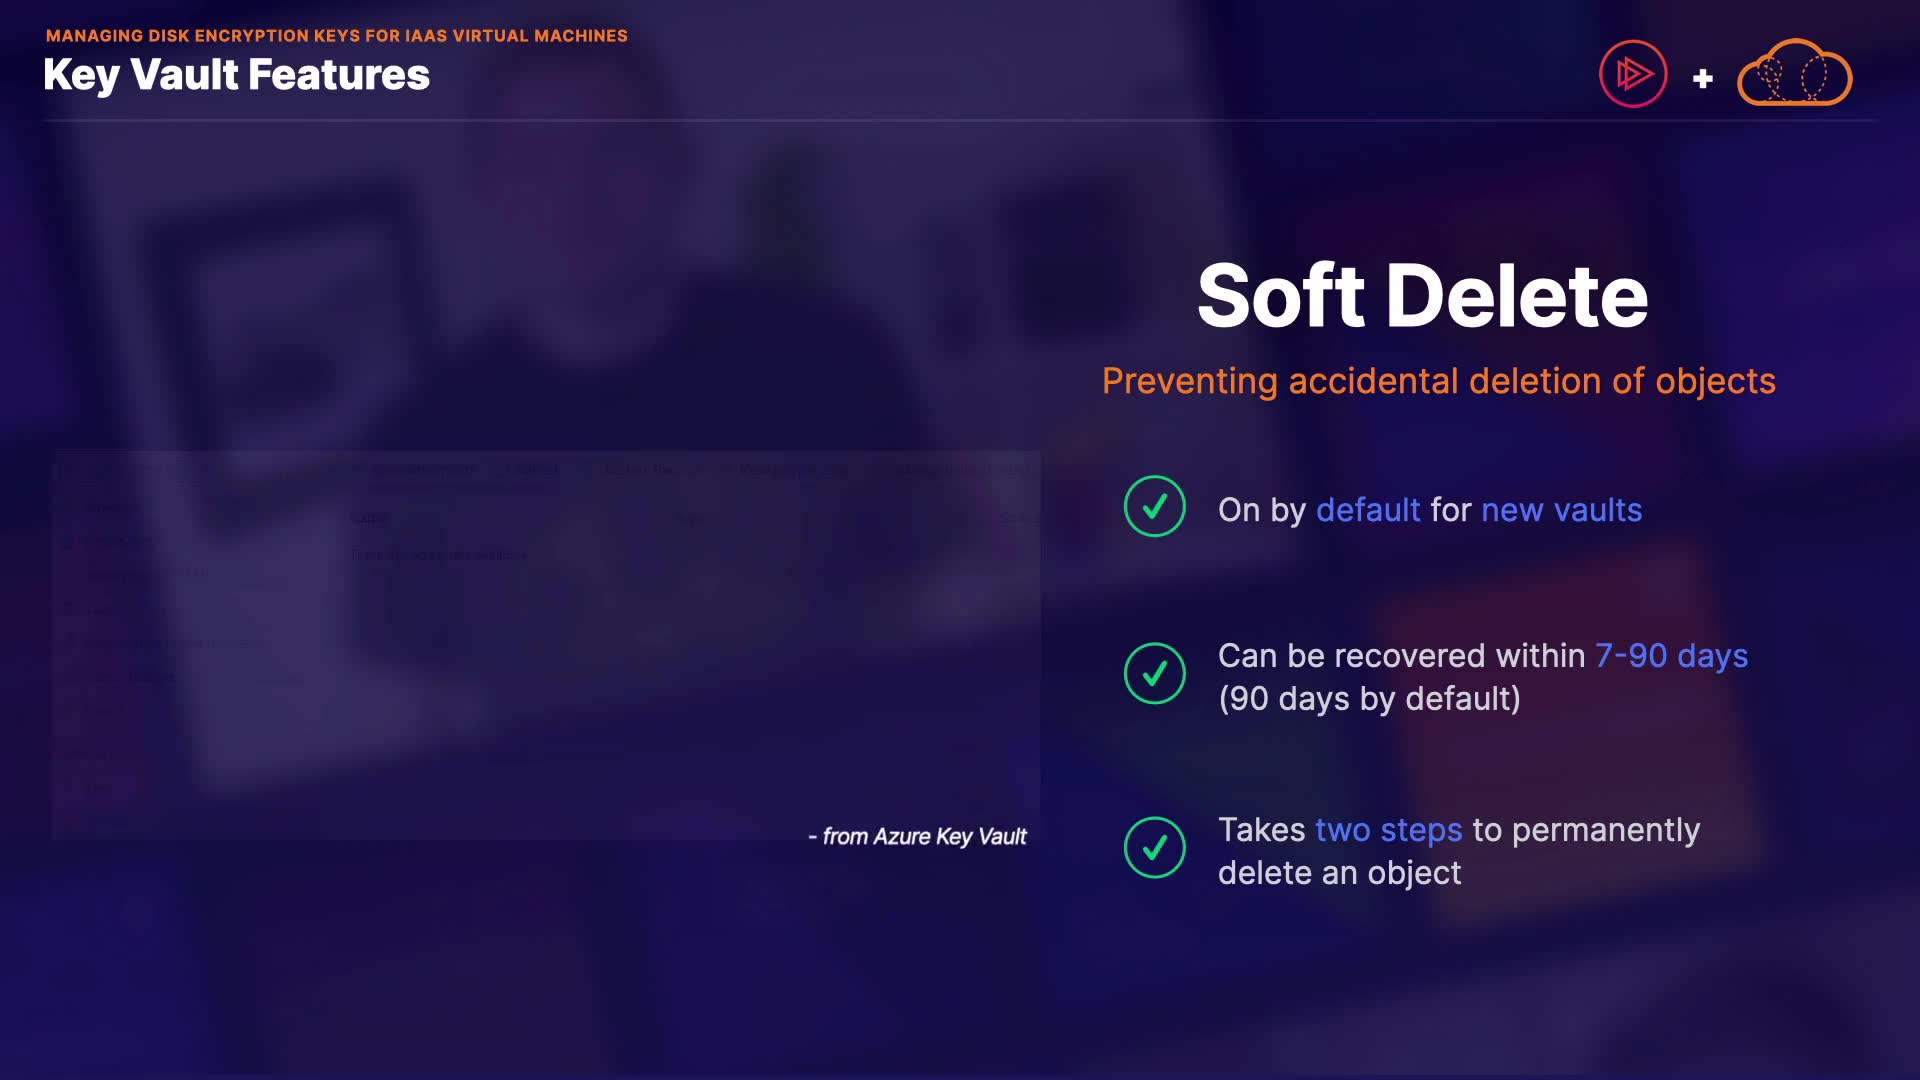 MANAGING DISK ENCRYPTION KEYS FOR IAAS VIRTUAL MACHINES
Key Vault Features
+
Soft Delete
Preventing accidental deletion of objects
On by default for new vaults
Can be recovered within 7-90 days
(90 days by default)
Takes two steps to permanently
delete an object
- from Azure Key Vault